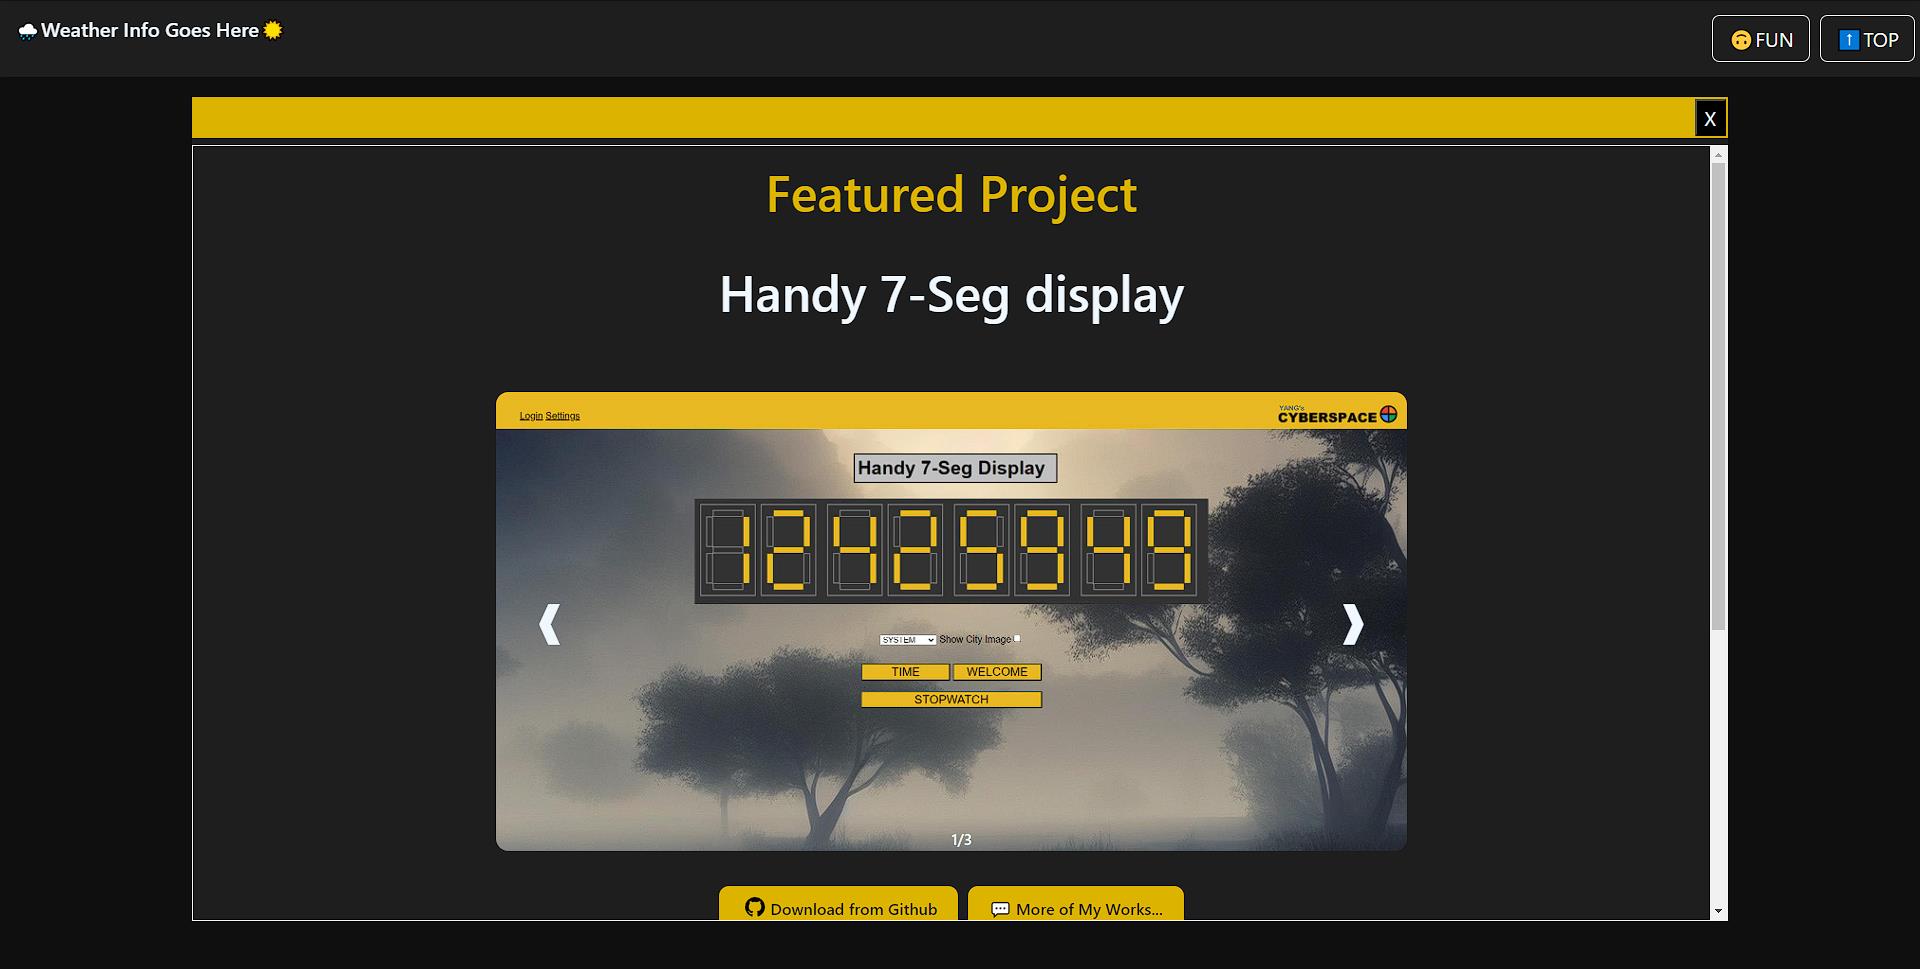 🌧️Weather Info Goes Here☀️
🙃FUN
⬆️TOP
X
Featured Project
Handy 7-Seg display
Login Settings
YANG's
CYBERSPACE
Handy 7-Seg Display
12425949
❰
❱
SYSTEM Show City Image
TIME WELCOME
STOPWATCH
1/3
Download from Github
💬 More of My Works...